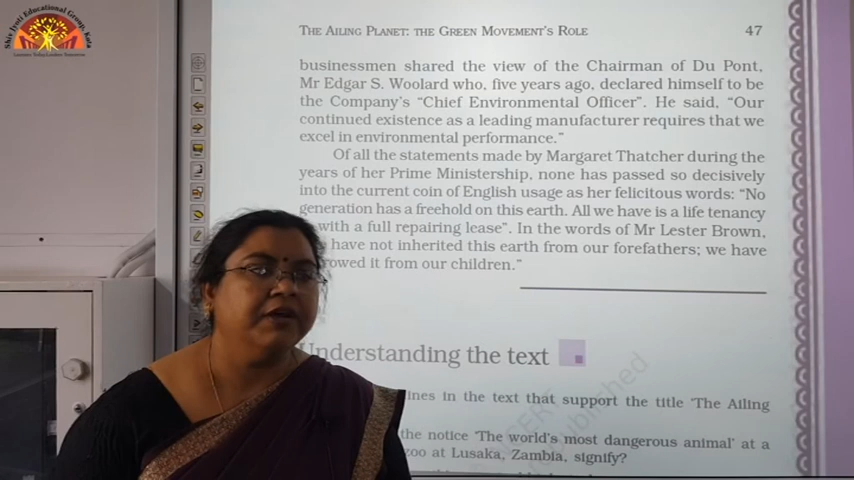 Shiv Jyoti Educational Group, Kota
THE AILING PLANET: THE GREEN MOVEMENT'S ROLE 47
businessmen shared the view of the Chairman of Du Pont,
Mr Edgar S. Woolard who, five years ago, declared himself to be
the Company's “Chief Environmental Officer”. He said, “Our
continued existence as a leading manufacturer requires that we
excel in environmental performance.”
Of all the statements made by Margaret Thatcher during the
years of her Prime Ministership, none has passed so decisively
into the current coin of English usage as her felicitous words: “No
generation has a freehold on this earth. All we have is a life tenancy
with a full repairing lease”. In the words of Mr Lester Brown,
have not inherited this earth from our forefathers; we have
rowed it from our children.”
Understanding the text
ines in the text that support the title ‘The Ailing
the notice ‘The world's most dangerous animal’ at a
zoo at Lusaka, Zambia, signify?